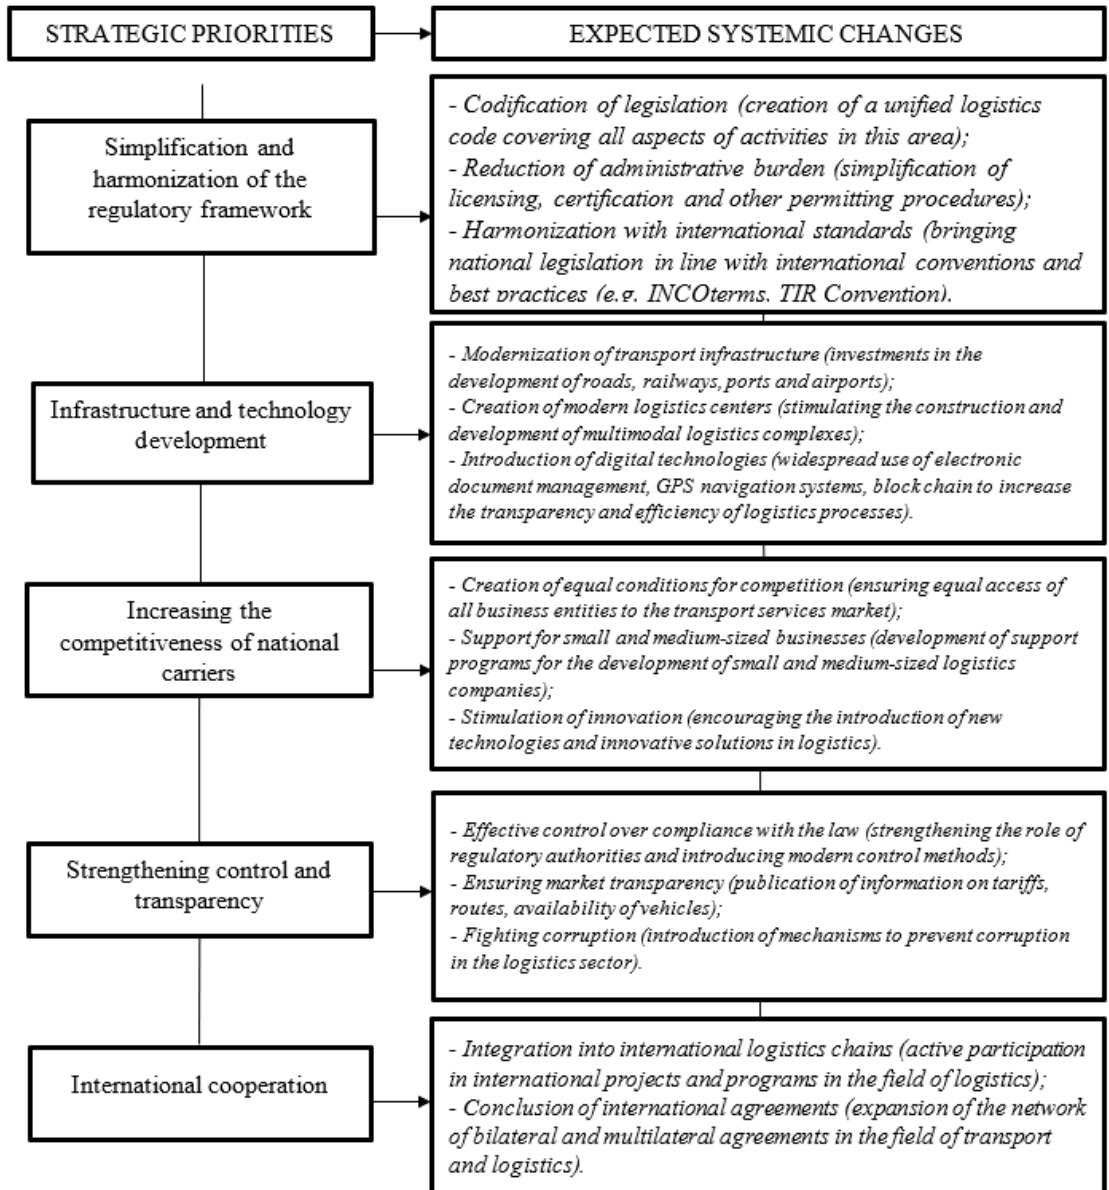 STRATEGIC PRIORITIES
EXPECTED SYSTEMIC CHANGES
Simplification and
harmonization of the
regulatory framework
- Codification of legislation (creation of a unified logistics
code covering all aspects of activities in this area);
- Reduction of administrative burden (simplification of
licensing, certification and other permitting procedures);
- Harmonization with international standards (bringing
national legislation in line with international conventions and
best practices (e.g. INCOterms, TIR Convention).
Infrastructure and technology
development
- Modernization of transport infrastructure (investments in the
development of roads, railways, ports and airports);
- Creation of modern logistics centers (stimulating the construction and
development of multimodal logistics complexes);
- Introduction of digital technologies (widespread use of electronic
document management, GPS navigation systems, blockchain to increase
the transparency and efficiency of logistics processes).
Increasing the
competitiveness of national
carriers
- Creation of equal conditions for competition (ensuring equal access of
all business entities to the transport services market);
- Support for small and medium-sized businesses (development of support
programs for the development of small and medium-sized logistics
companies);
- Stimulation of innovation (encouraging the introduction of new
technologies and innovative solutions in logistics).
Strengthening control and
transparency
- Effective control over compliance with the law (strengthening the role of
regulatory authorities and introducing modern control methods);
- Ensuring market transparency (publication of information on tariffs,
routes, availability of vehicles);
- Fighting corruption (introduction of mechanisms to prevent corruption
in the logistics sector).
International cooperation
- Integration into international logistics chains (active participation
in international projects and programs in the field of logistics);
- Conclusion of international agreements (expansion of the network
of bilateral and multilateral agreements in the field of transport
and logistics).